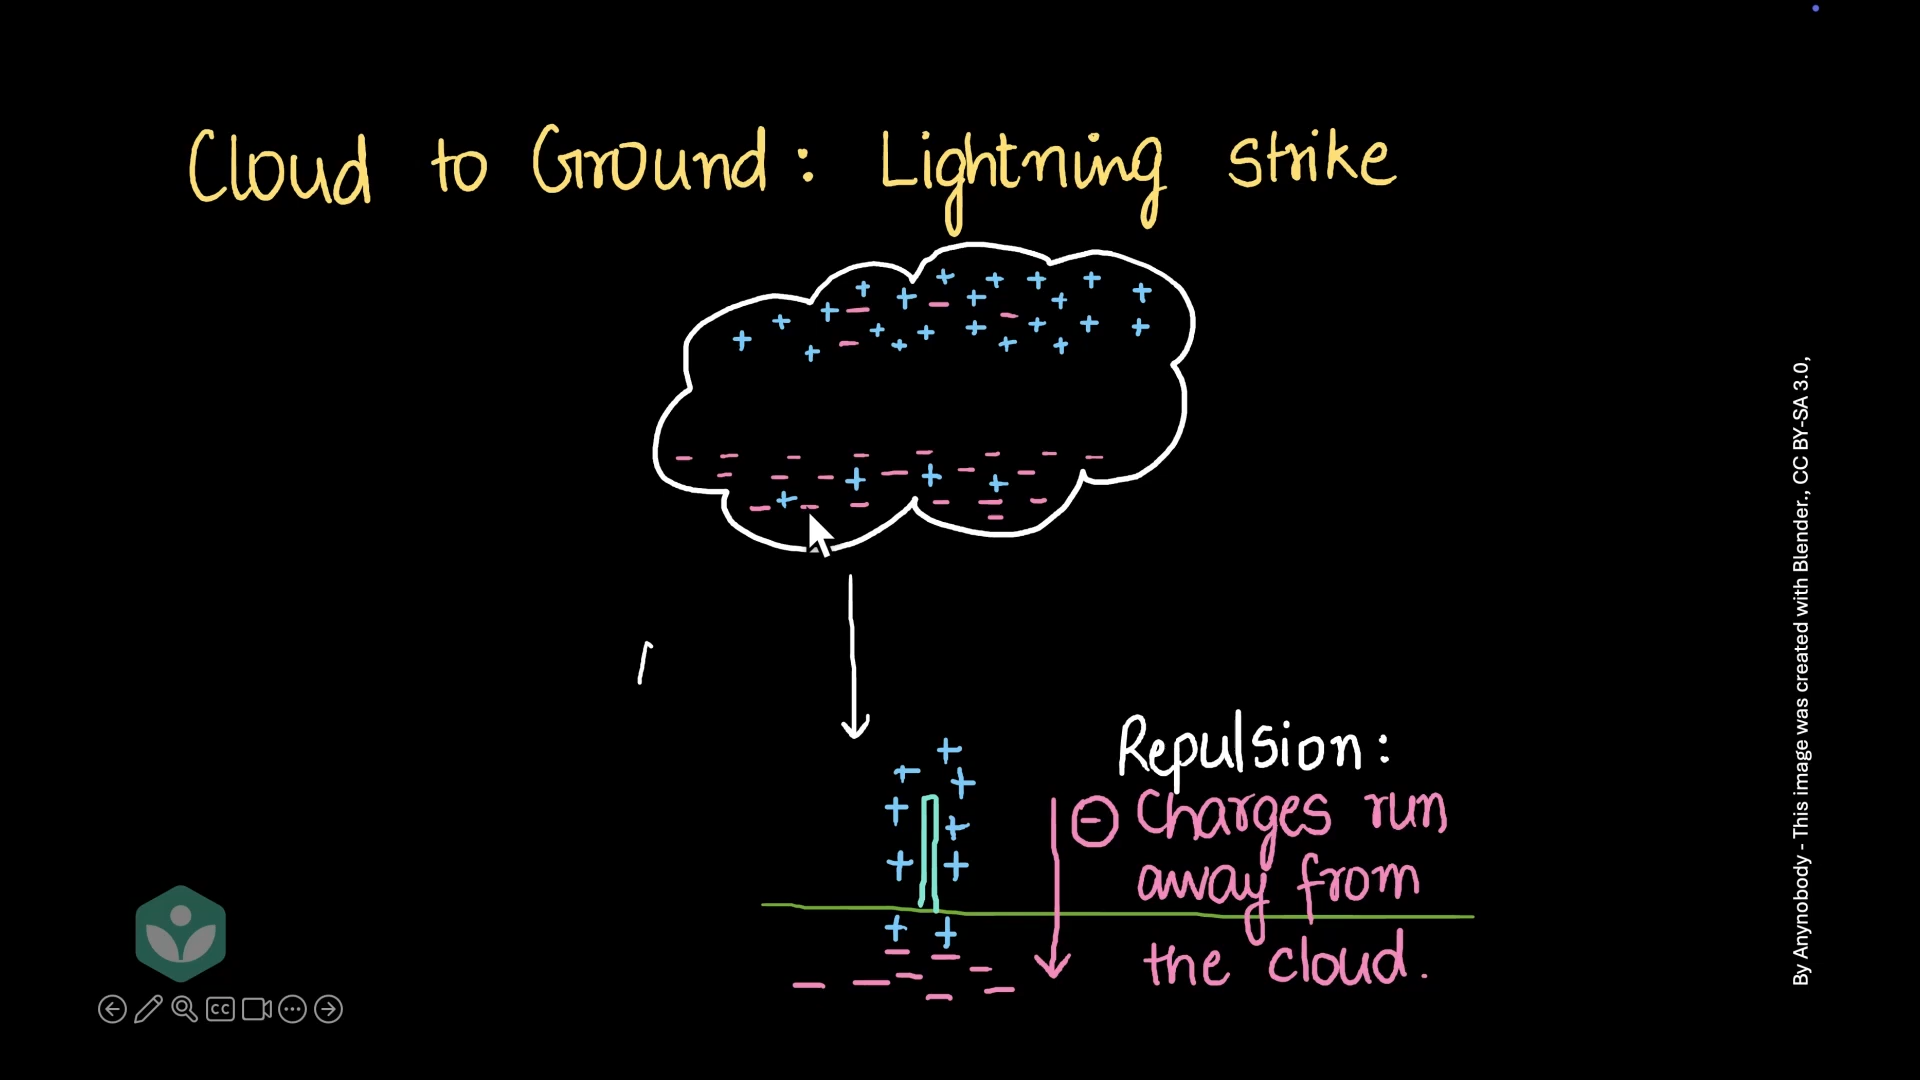 Cloud to Ground: Lightning strike
Repulsion:
⊖ Charges run
away from
the cloud.
By Anynobody - This image was created with Blender., CC BY-SA 3.0,
CC